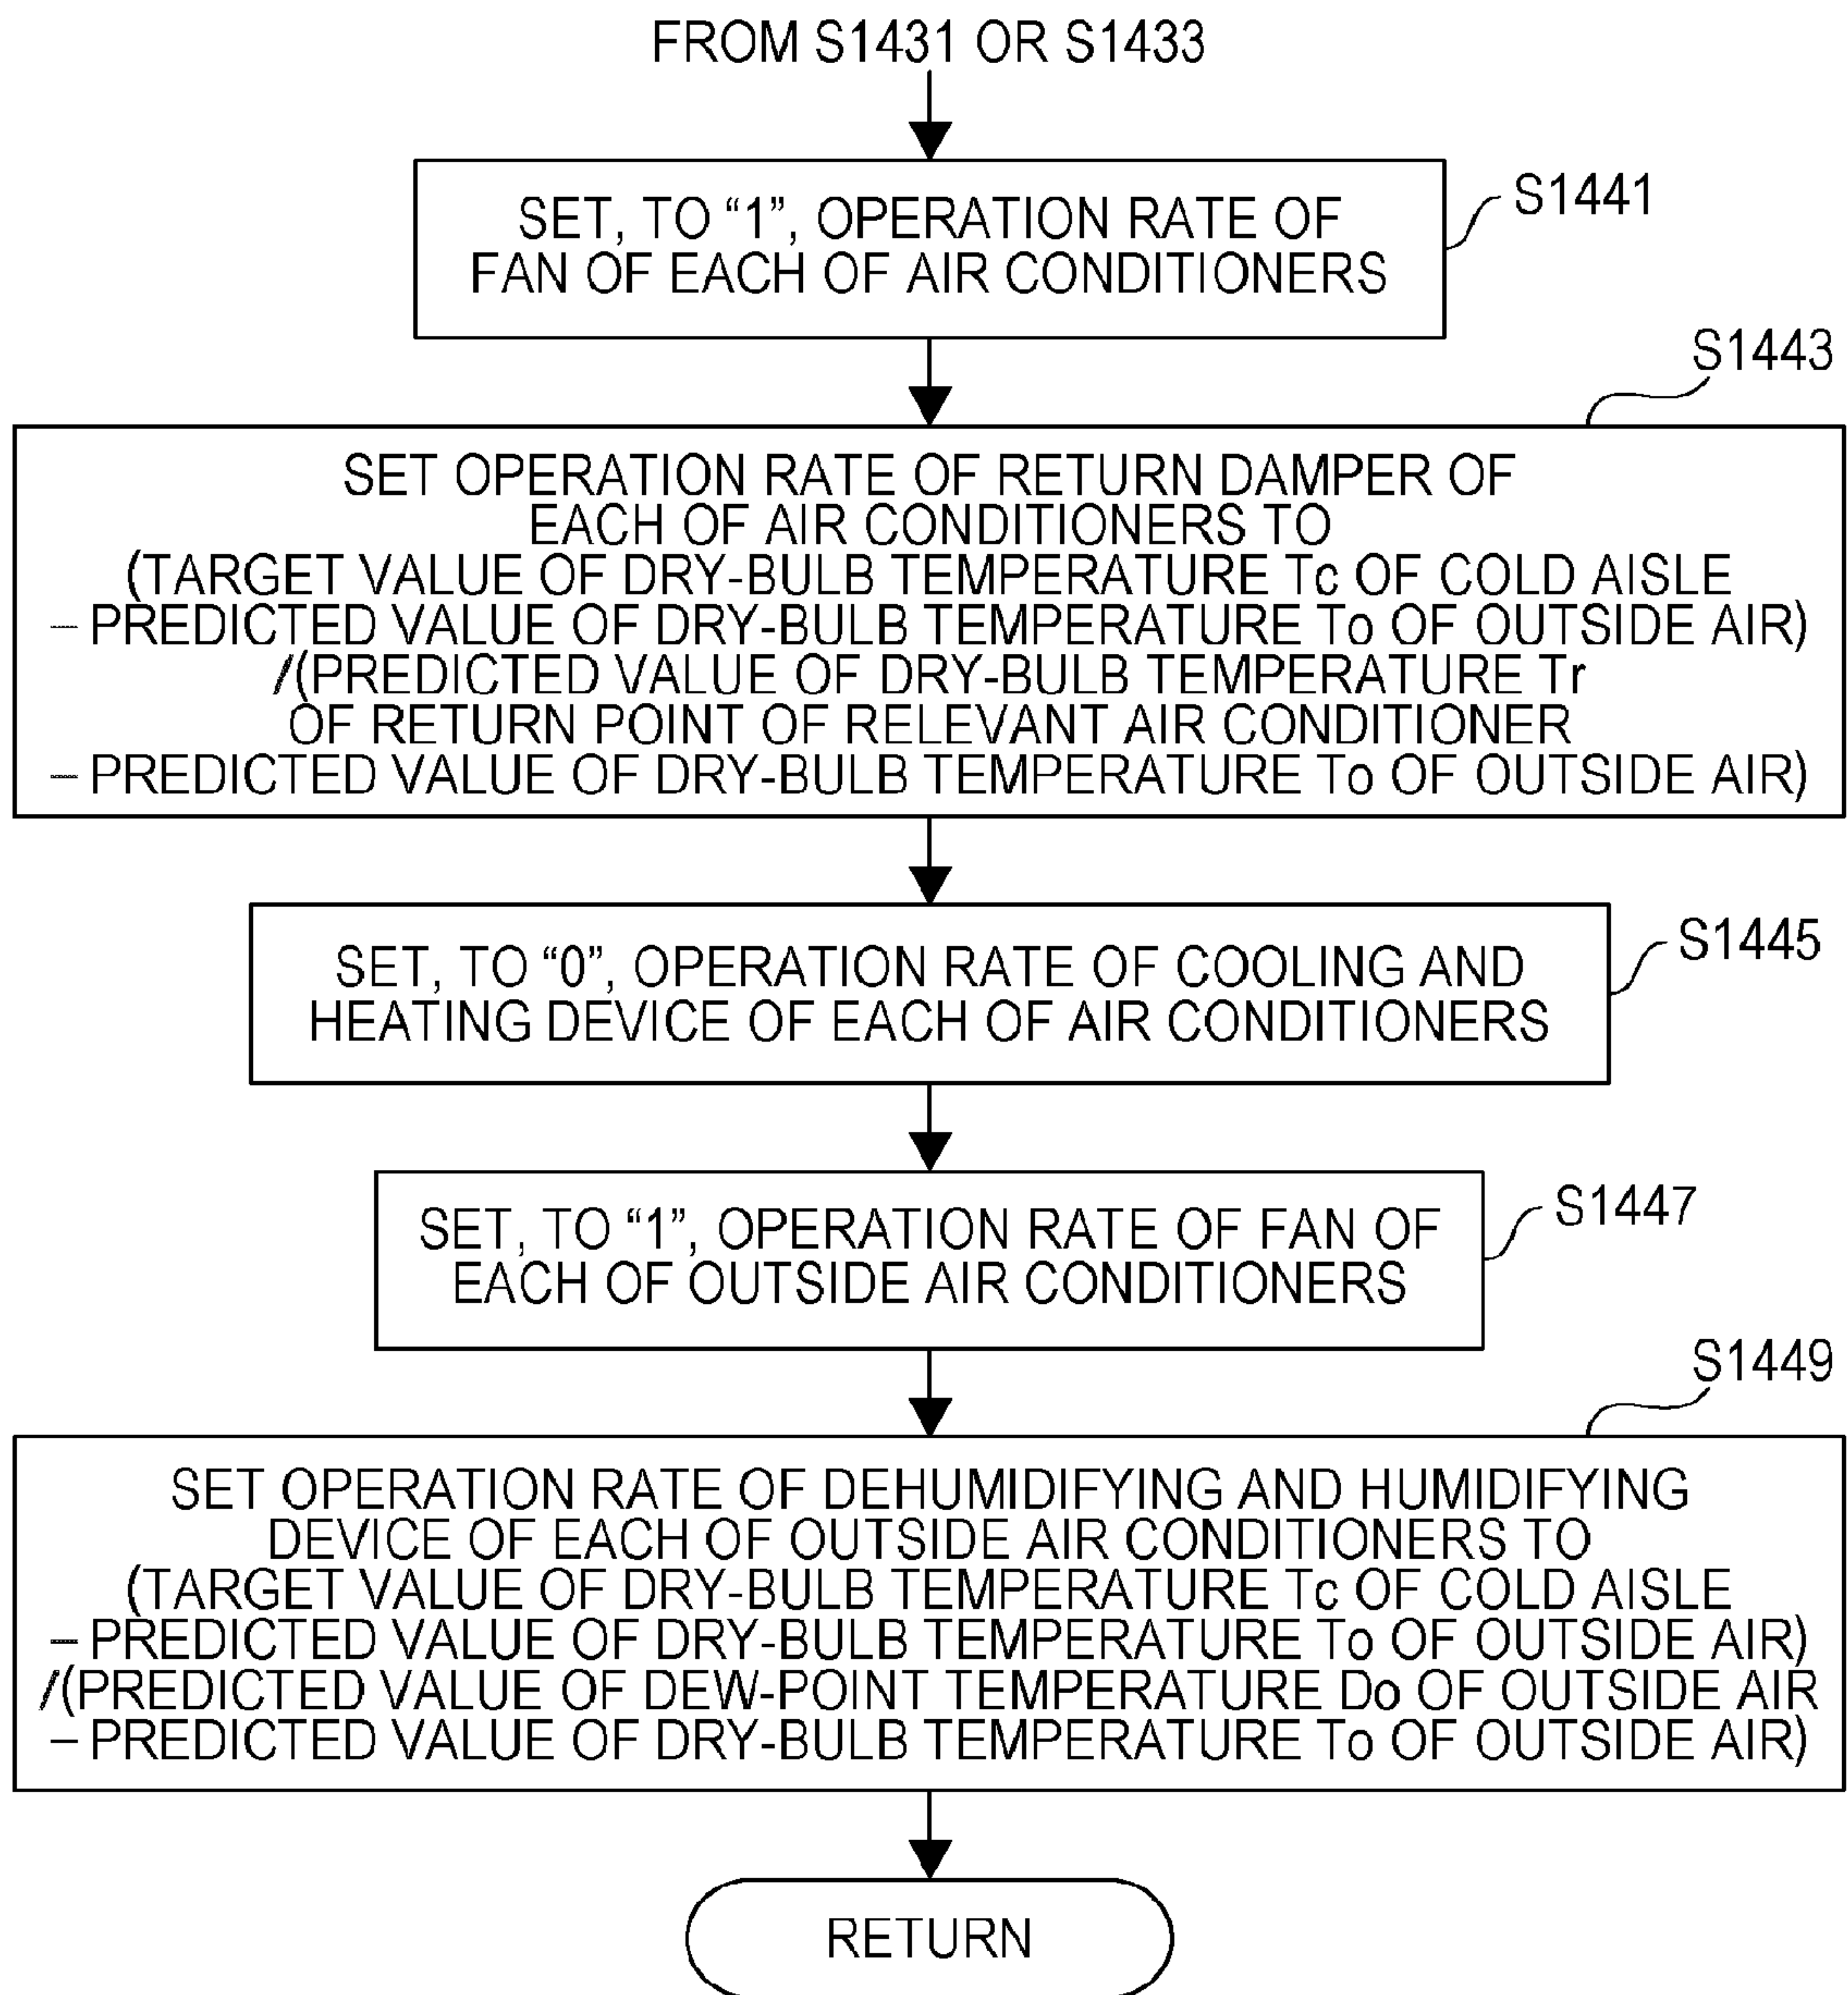 FROM S1431 OR S1433
SET, TO “1”, OPERATION RATE OF
FAN OF EACH OF AIR CONDITIONERS
S1441
S1443
SET OPERATION RATE OF RETURN DAMPER OF
EACH OF AIR CONDITIONERS TO
(TARGET VALUE OF DRY-BULB TEMPERATURE Tc OF COLD AISLE
– PREDICTED VALUE OF DRY-BULB TEMPERATURE To OF OUTSIDE AIR)
/(PREDICTED VALUE OF DRY-BULB TEMPERATURE Tr
OF RETURN POINT OF RELEVANT AIR CONDITIONER
– PREDICTED VALUE OF DRY-BULB TEMPERATURE To OF OUTSIDE AIR)
SET, TO “0”, OPERATION RATE OF COOLING AND
HEATING DEVICE OF EACH OF AIR CONDITIONERS
S1445
SET, TO “1”, OPERATION RATE OF FAN OF
EACH OF OUTSIDE AIR CONDITIONERS
S1447
S1449
SET OPERATION RATE OF DEHUMIDIFYING AND HUMIDIFYING
DEVICE OF EACH OF OUTSIDE AIR CONDITIONERS TO
(TARGET VALUE OF DRY-BULB TEMPERATURE Tc OF COLD AISLE
– PREDICTED VALUE OF DRY-BULB TEMPERATURE To OF OUTSIDE AIR)
/(PREDICTED VALUE OF DEW-POINT TEMPERATURE Do OF OUTSIDE AIR
– PREDICTED VALUE OF DRY-BULB TEMPERATURE To OF OUTSIDE AIR)
RETURN